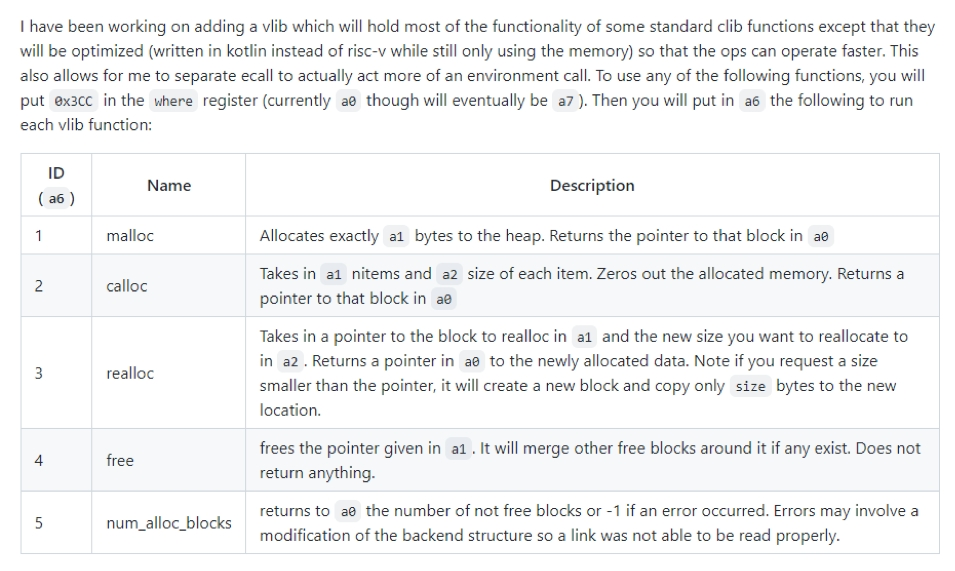 I have been working on adding a vlib which will hold most of the functionality of some standard clib functions except that they
will be optimized (written in kotlin instead of risc-v while still only using the memory) so that the ops can operate faster. This
also allows for me to separate ecall to actually act more of an environment call. To use any of the following functions, you will
put 0x3CC in the where register (currently a0 though will eventually be a7 ). Then you will put in a6 the following to run
each vlib function:
ID
( a6 )
Name
Description
1
malloc
Allocates exactly a1 bytes to the heap. Returns the pointer to that block in a0
2
calloc
Takes in a1 nitems and a2 size of each item. Zeros out the allocated memory. Returns a
pointer to that block in a0
3
realloc
Takes in a pointer to the block to realloc in a1 and the new size you want to reallocate to
in a2 . Returns a pointer in a0 to the newly allocated data. Note if you request a size
smaller than the pointer, it will create a new block and copy only size bytes to the new
location.
4
free
frees the pointer given in a1 . It will merge other free blocks around it if any exist. Does not
return anything.
5
num_alloc_blocks
returns to a0 the number of not free blocks or -1 if an error occurred. Errors may involve a
modification of the backend structure so a link was not able to be read properly.